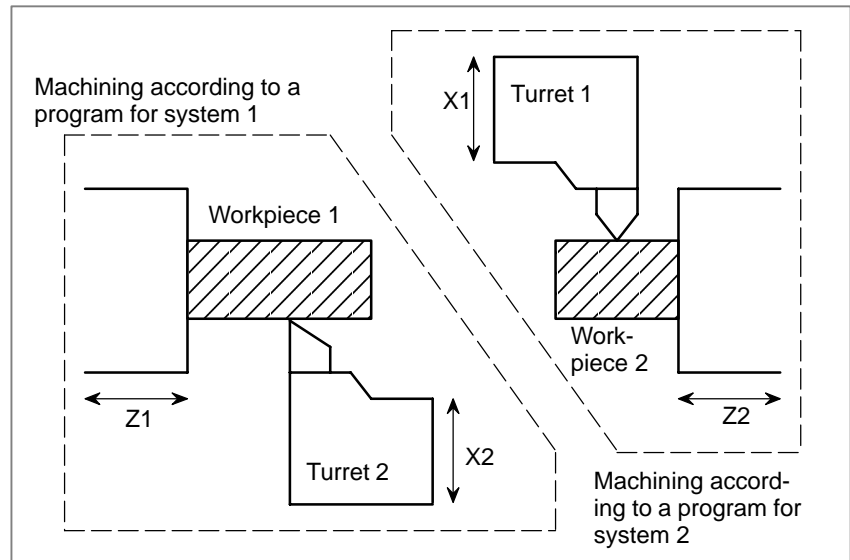 Machining according to a
program for system 1
X1
Turret 1
Workpiece 1
Work-
piece 2
Z1
Z2
X2
Turret 2
Machining accord-
ing to a program for
system 2